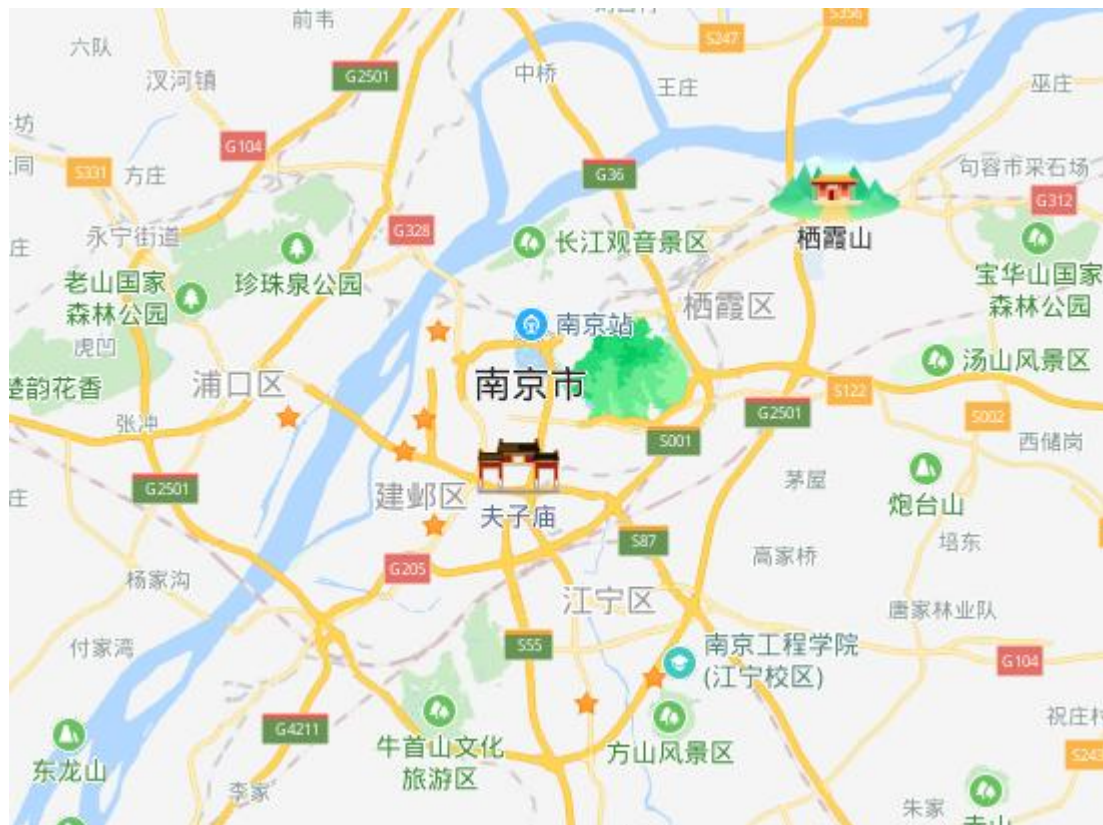 前韦
S356
S247
六队
中桥
G2501
汊河镇
王庄
巫庄
G104
句容市采石场
S331
方庄
G36
G312
永宁街道
G328
长江观音景区
栖霞山
老山国家
森林公园
珍珠泉公园
宝华山国家
森林公园
栖霞区
南京站
虎凹
汤山风景区
楚韵花香
浦口区
南京市
S122
张冲
G2501
S002
S001
西储岗
G2501
建邺区
茅屋
炮台山
夫子庙
S87
培东
高家桥
G205
杨家沟
江宁区
唐家林业队
付家湾
S55
南京工程学院
(江宁校区)
G104
G4211
祝庄村
牛首山文化
旅游区
方山风景区
S243
东龙山
李家
朱家